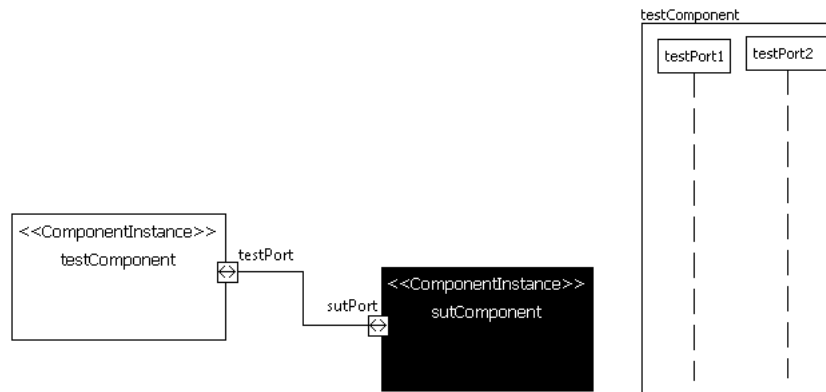 testComponent
testPort1
testPort2
<<ComponentInstance>>
testComponent
testPort
sutPort
<<ComponentInstance>>
sutComponent